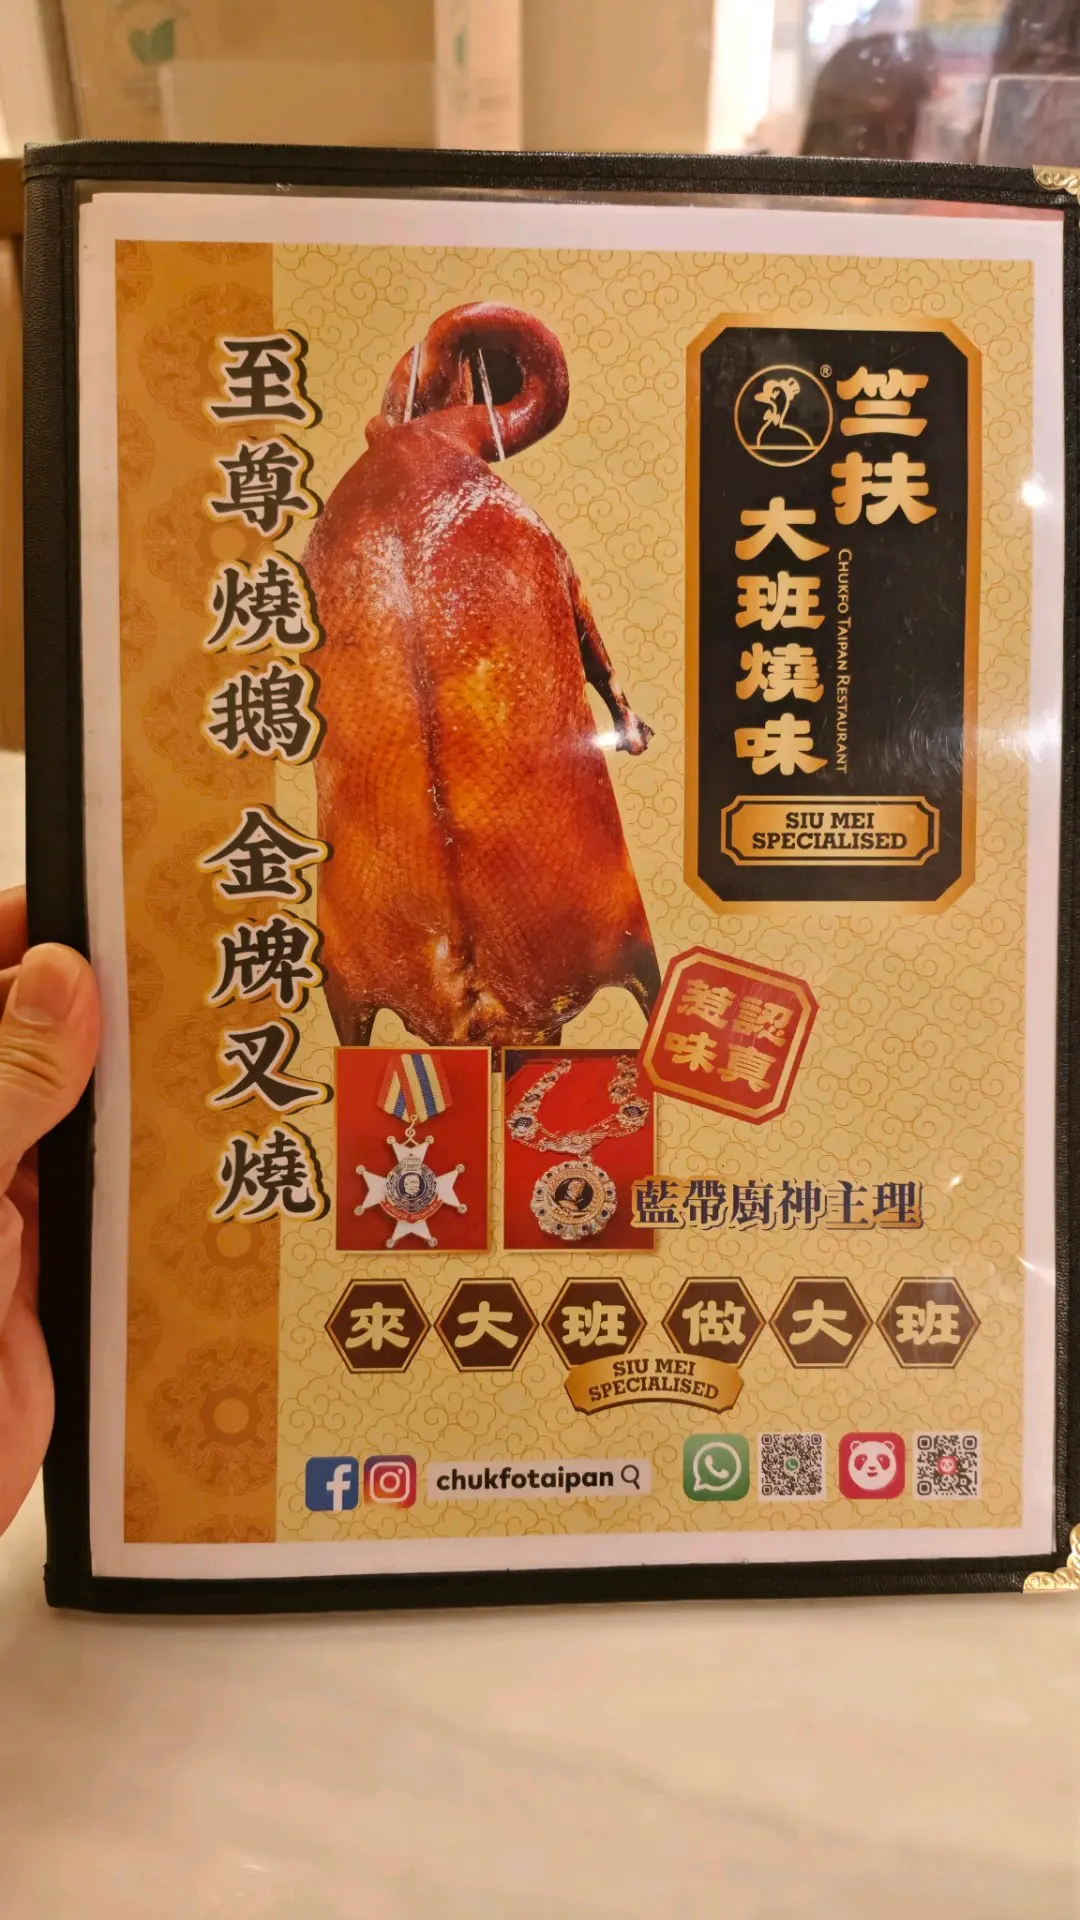 至尊燒鵝 金牌叉燒
®
竺扶
大班燒味
CHUKFO TAIPAN RESTAURANT
SIU MEI
SPECIALISED
認真
惹味
藍帶廚神主理
來大班 做大班
SIU MEI
SPECIALISED
chukfotaipan